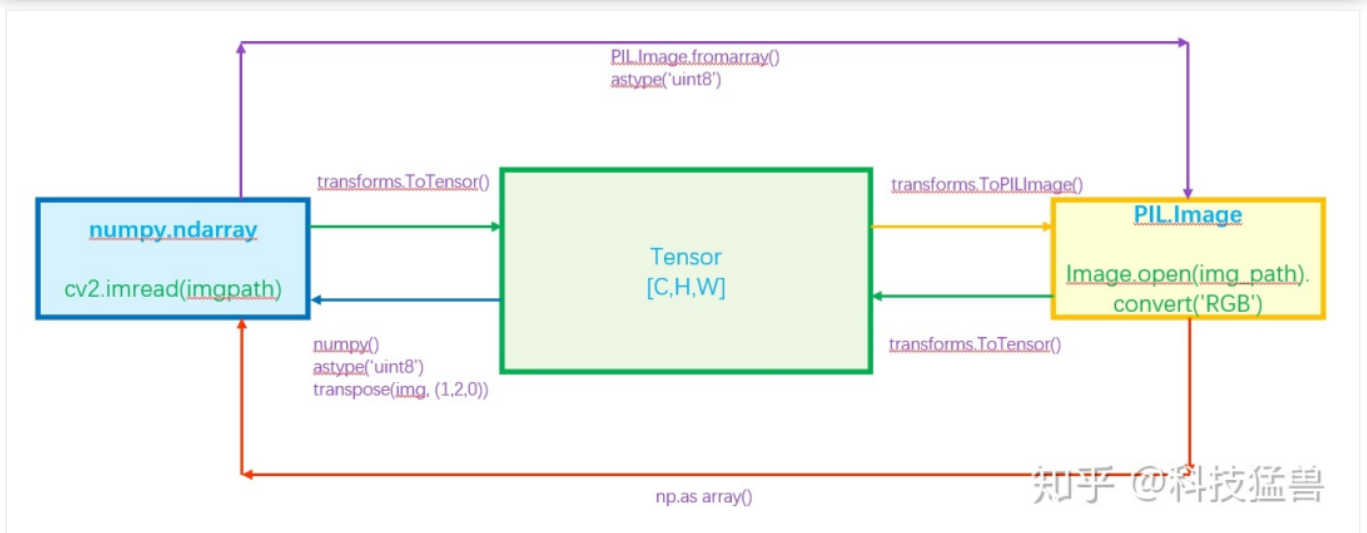 PIL.Image.fromarray()
astype('uint8')
transforms.ToTensor()
transforms.ToPILImage()
numpy.ndarray
cv2.imread(imgpath)
Tensor
[C,H,W]
PIL.Image
Image.open(img_path).
convert('RGB')
numpy()
astype('uint8')
transpose(img, (1,2,0))
transforms.ToTensor()
np.as array()
知乎 @科技猛兽